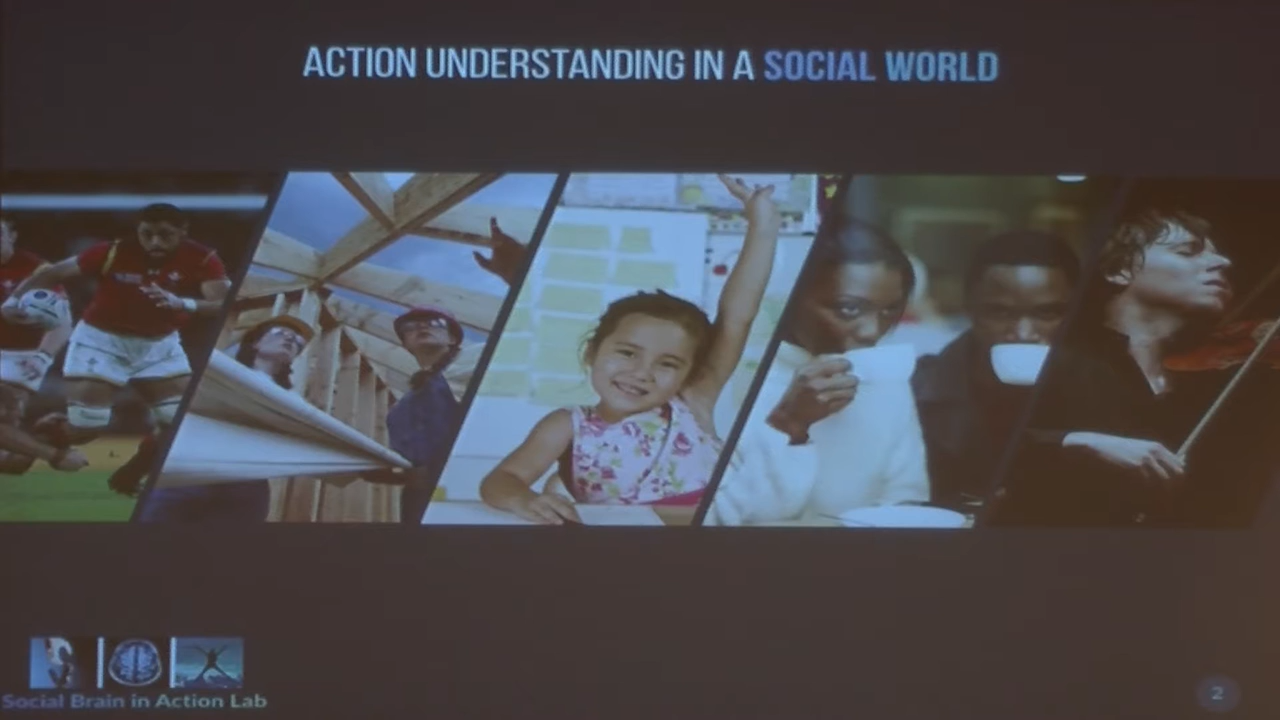 ACTION UNDERSTANDING IN A SOCIAL WORLD
Social Brain in Action Lab
2